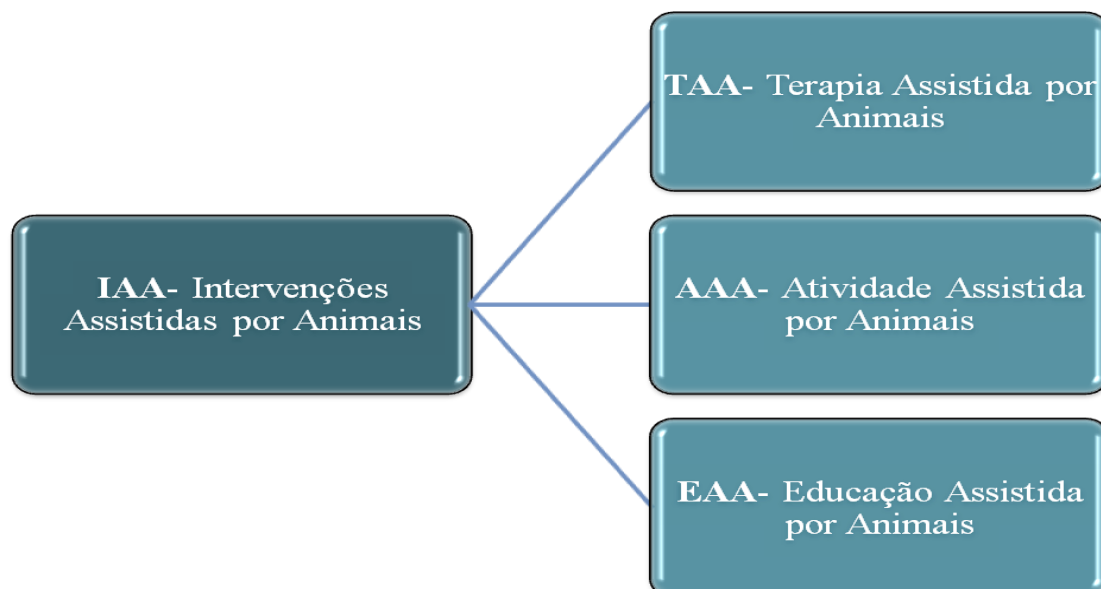 IAA- Intervenções
Assistidas por Animais
TAA- Terapia Assistida por
Animais
AAA- Atividade Assistida
por Animais
EAA- Educação Assistida
por Animais